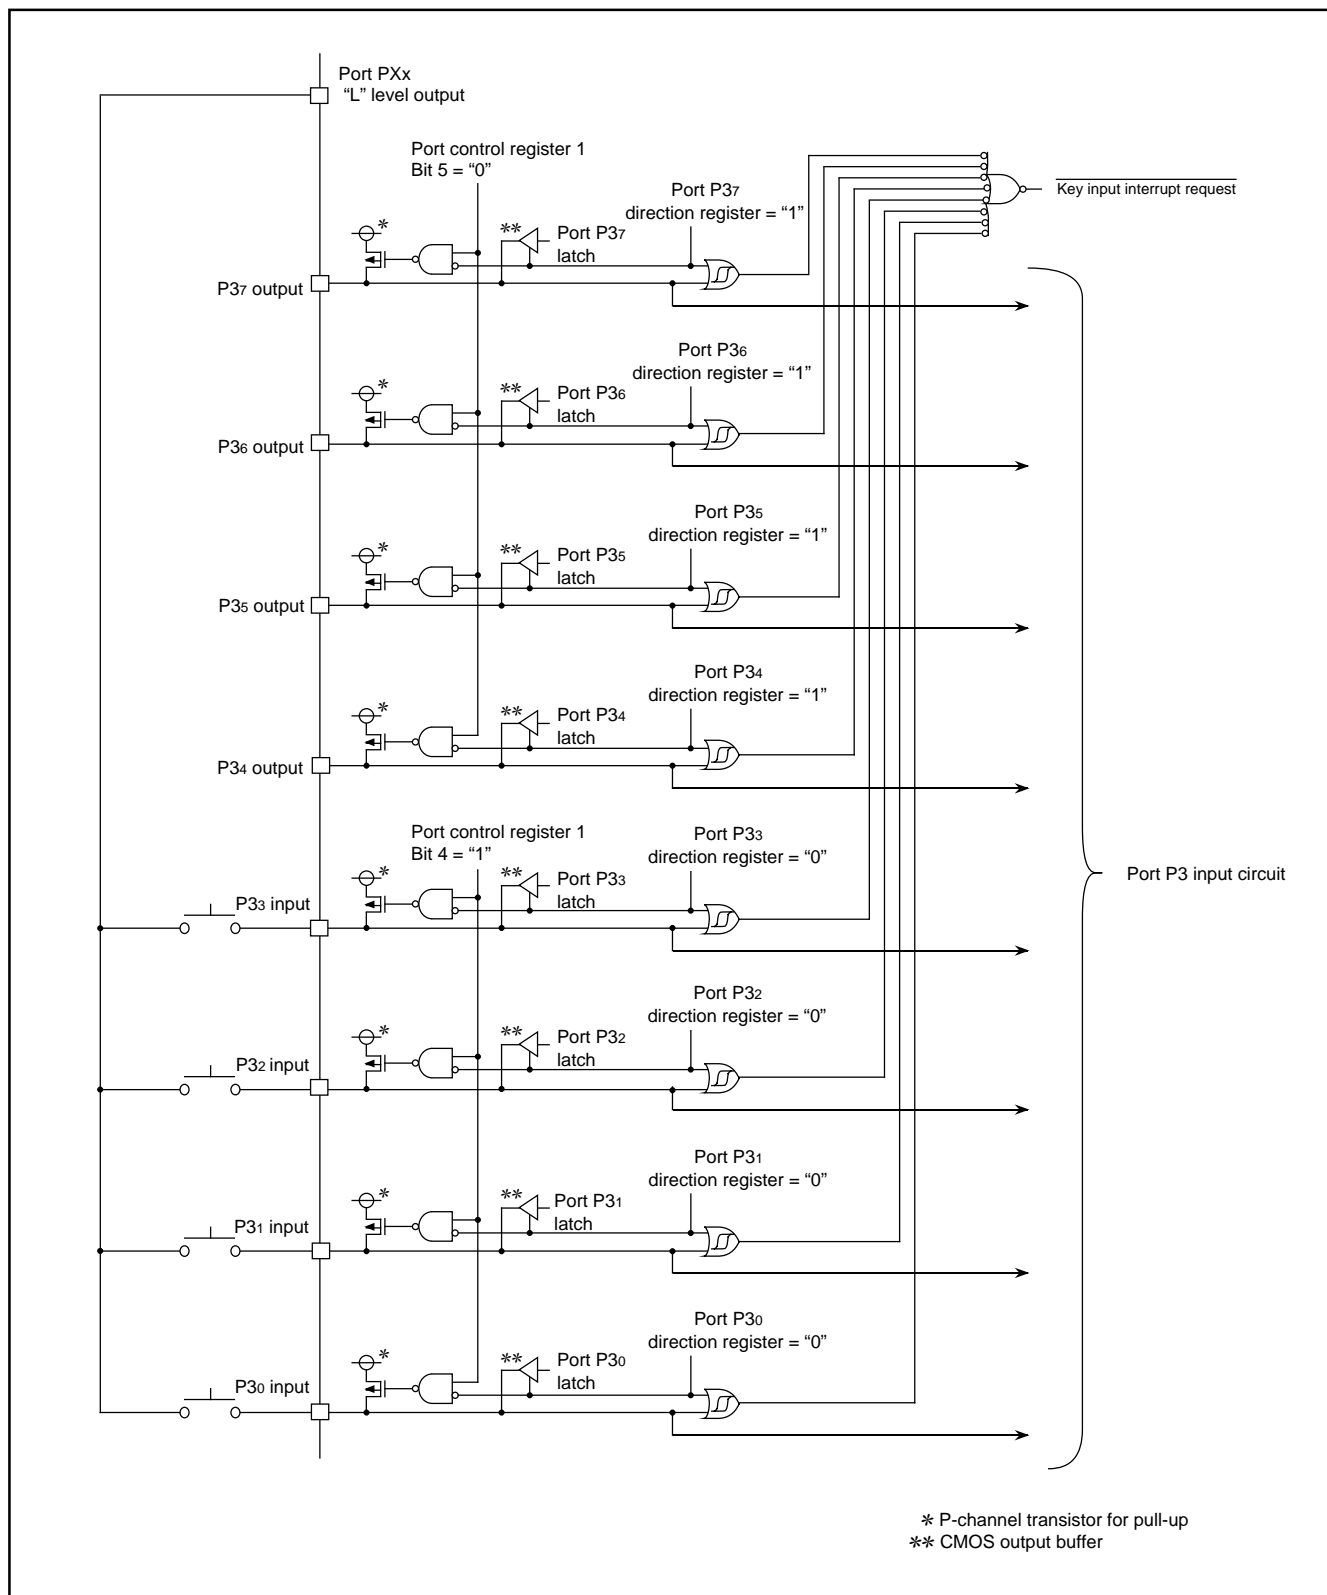 Port PXx
“L” level output
Port control register 1
Bit 5 = “0”
Key input interrupt request
Port P37
direction register = “1”
*
**
Port P37
latch
P37 output
Port P36
direction register = “1”
*
**
Port P36
latch
P36 output
Port P35
direction register = “1”
*
**
Port P35
latch
P35 output
Port P34
direction register = “1”
*
**
Port P34
latch
P34 output
Port control register 1
Bit 4 = “1”
Port P33
direction register = “0”
*
**
Port P33
latch
P33 input
Port P3 input circuit
Port P32
direction register = “0”
*
**
Port P32
latch
P32 input
Port P31
direction register = “0”
*
**
Port P31
latch
P31 input
Port P30
direction register = “0”
*
**
Port P30
latch
P30 input
* P-channel transistor for pull-up
** CMOS output buffer